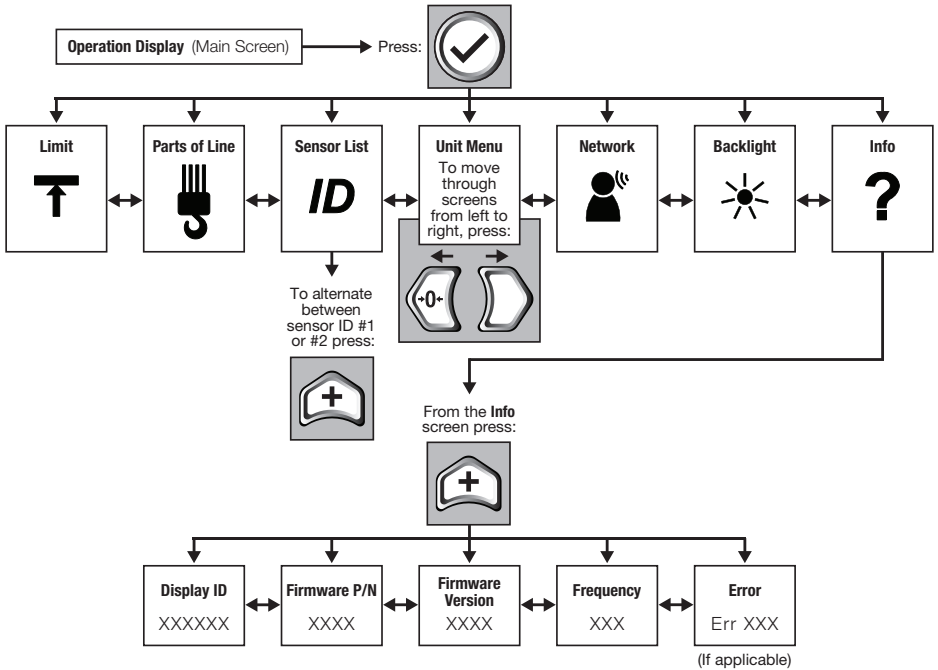 Operation Display (Main Screen)
Press:
Limit
Parts of Line
Sensor List
ID
Unit Menu
To move
through
screens
from left to
right, press:
Network
Backlight
Info
?
→0←
To alternate
between
sensor ID #1
or #2 press:
+
From the Info
screen press:
+
Display ID
XXXXXX
Firmware P/N
XXXX
Firmware
Version
XXXX
Frequency
XXX
Error
Err XXX
(If applicable)